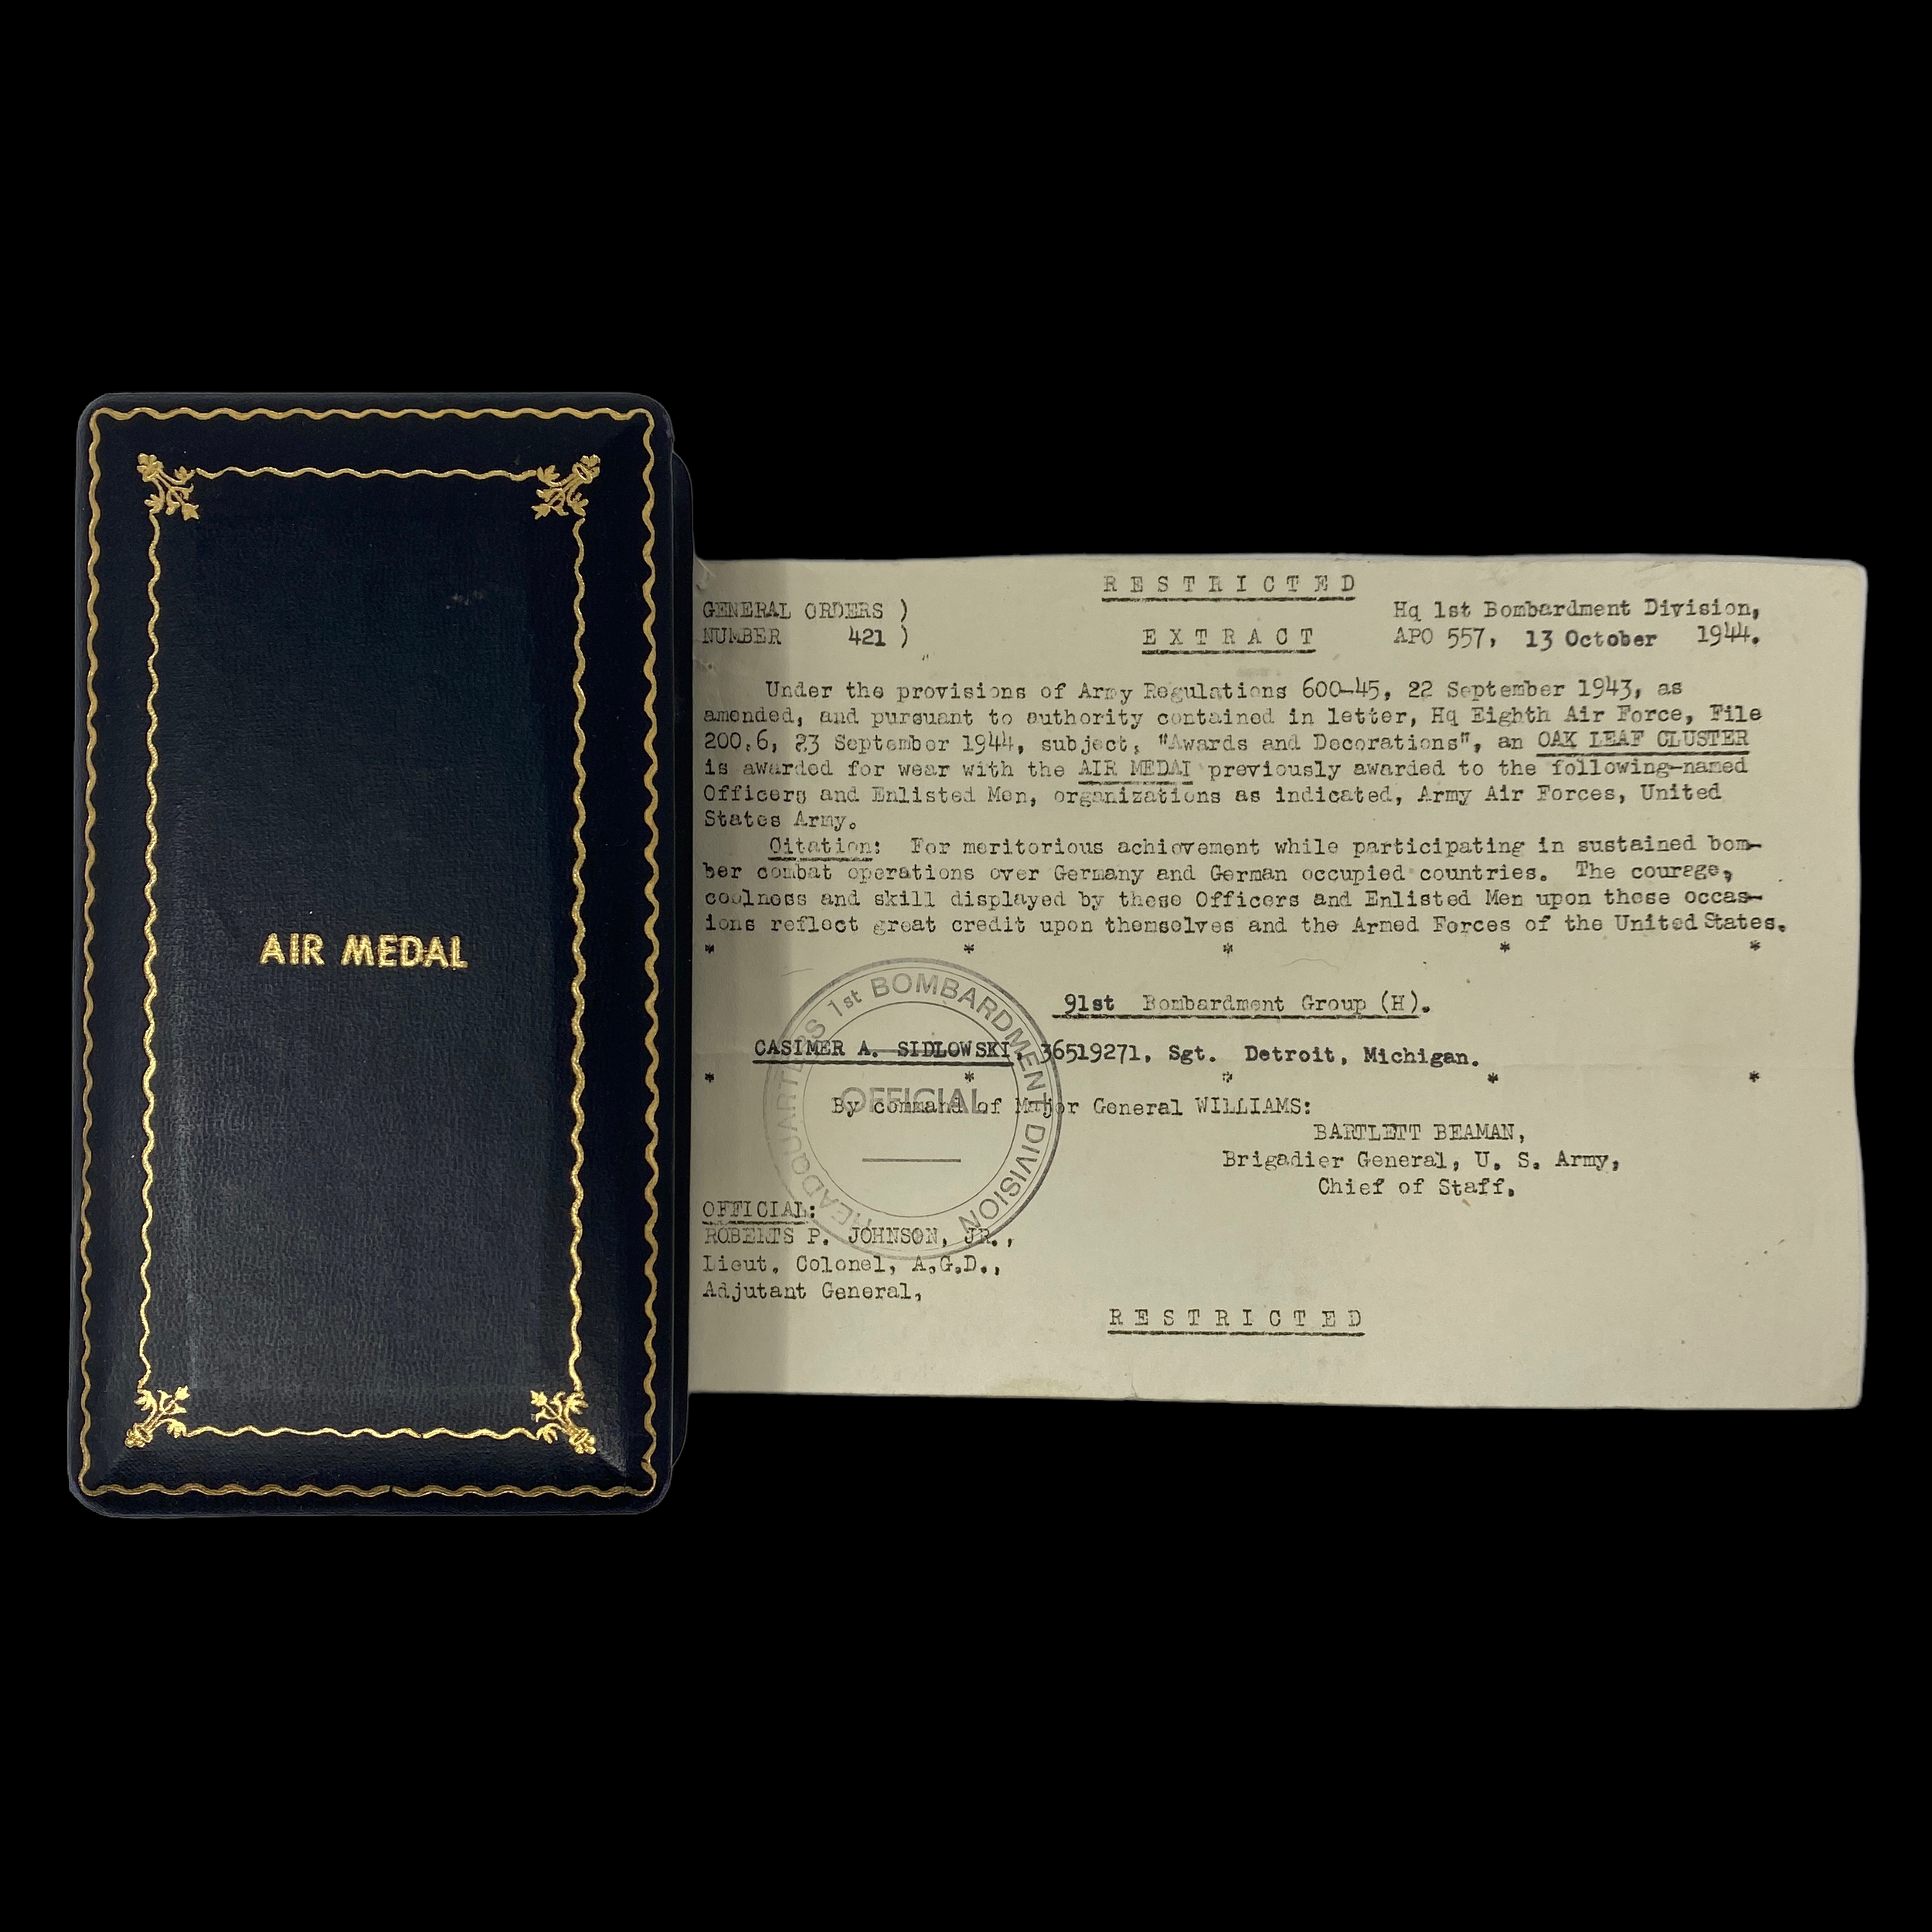 AIR MEDAL
RESTRICTED
GENERAL ORDERS )
NUMBER 421 )
EXTRACT
Hq 1st Bombardment Division,
APO 557, 13 October 1944.
Under the provisions of Army Regulations 600-45, 22 September 1943, as
amended, and pursuant to authority contained in letter, Hq Eighth Air Force, File
200.6, 23 September 1944, subject, "Awards and Decorations", an OAK LEAF CLUSTER
is awarded for wear with the AIR MEDAL previously awarded to the following-named
Officers and Enlisted Men, organizations as indicated, Army Air Forces, United
States Army.
Citation: For meritorious achievement while participating in sustained bom-
ber combat operations over Germany and German occupied countries. The courage,
coolness and skill displayed by these Officers and Enlisted Men upon these occas-
ions reflect great credit upon themselves and the Armed Forces of the United States.
* * * * *
91st Bombardment Group (H).
CASIMER A. SIDLOWSKI, 36519271, Sgt. Detroit, Michigan.
* * * * *
By command of Major General WILLIAMS:
BARTLETT BEAMAN,
Brigadier General, U. S. Army,
Chief of Staff.
HEADQUARTERS 1st BOMBARDMENT DIVISION
OFFICIAL
OFFICIAL:
ROBERTS P. JOHNSON, JR.,
Lieut. Colonel, A.G.D.,
Adjutant General,
RESTRICTED